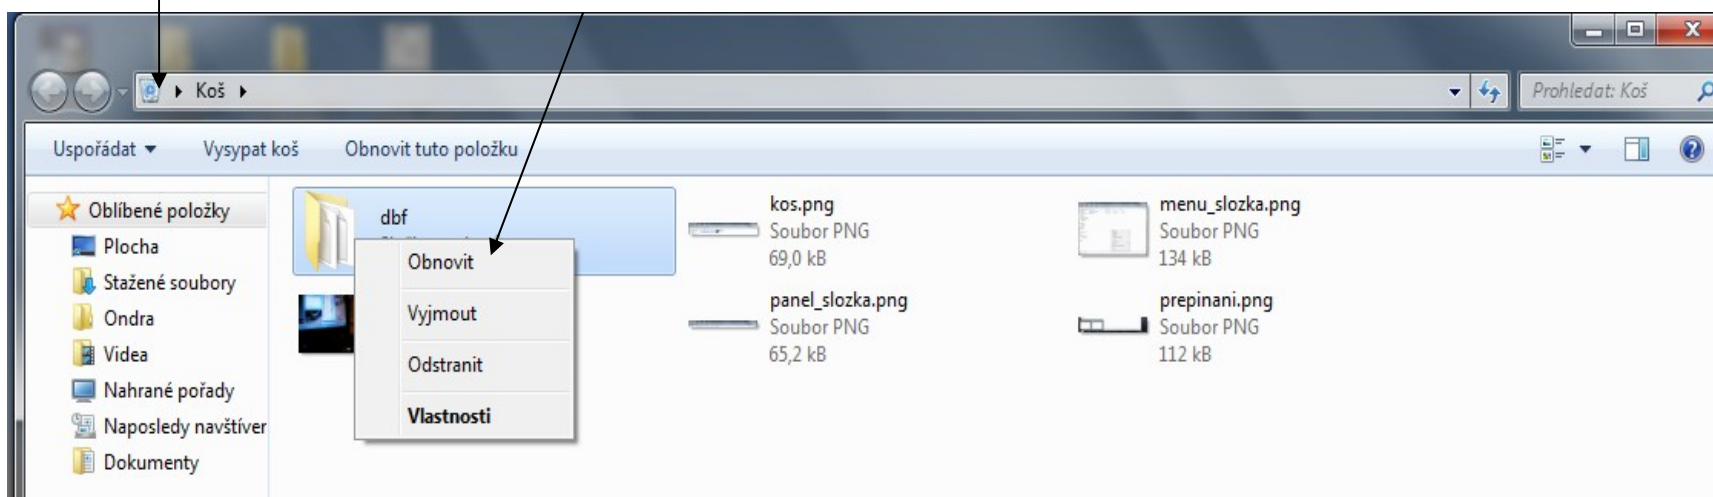 Koš
Prohledat: Koš
Uspořádat
Vysypat koš
Obnovit tuto položku
Oblíbené položky
Plocha
Stažené soubory
Ondra
Videa
Nahrané pořady
Naposledy navštíver
Dokumenty
dbf
Obnovit
Vyjmout
Odstranit
Vlastnosti
kos.png
Soubor PNG
69,0 kB
menu_slozka.png
Soubor PNG
134 kB
panel_slozka.png
Soubor PNG
65,2 kB
prepinani.png
Soubor PNG
112 kB